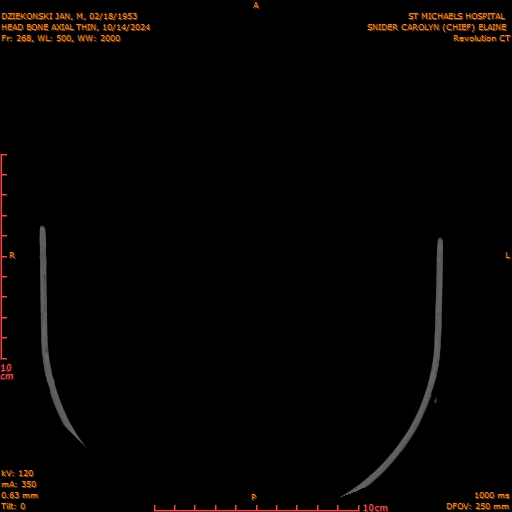 A
DZIEKONSKI JAN, M, 02/18/1953
HEAD BONE AXIAL THIN, 10/14/2024
Fr: 268, WL: 500, WW: 2000
ST MICHAELS HOSPITAL
SNIDER CAROLYN (CHIEF) ELAINE
Revolution CT
R
L
10
cm
kV: 120
mA: 350
0.63 mm
Tilt: 0
P
10cm
1000 ms
DFOV: 250 mm